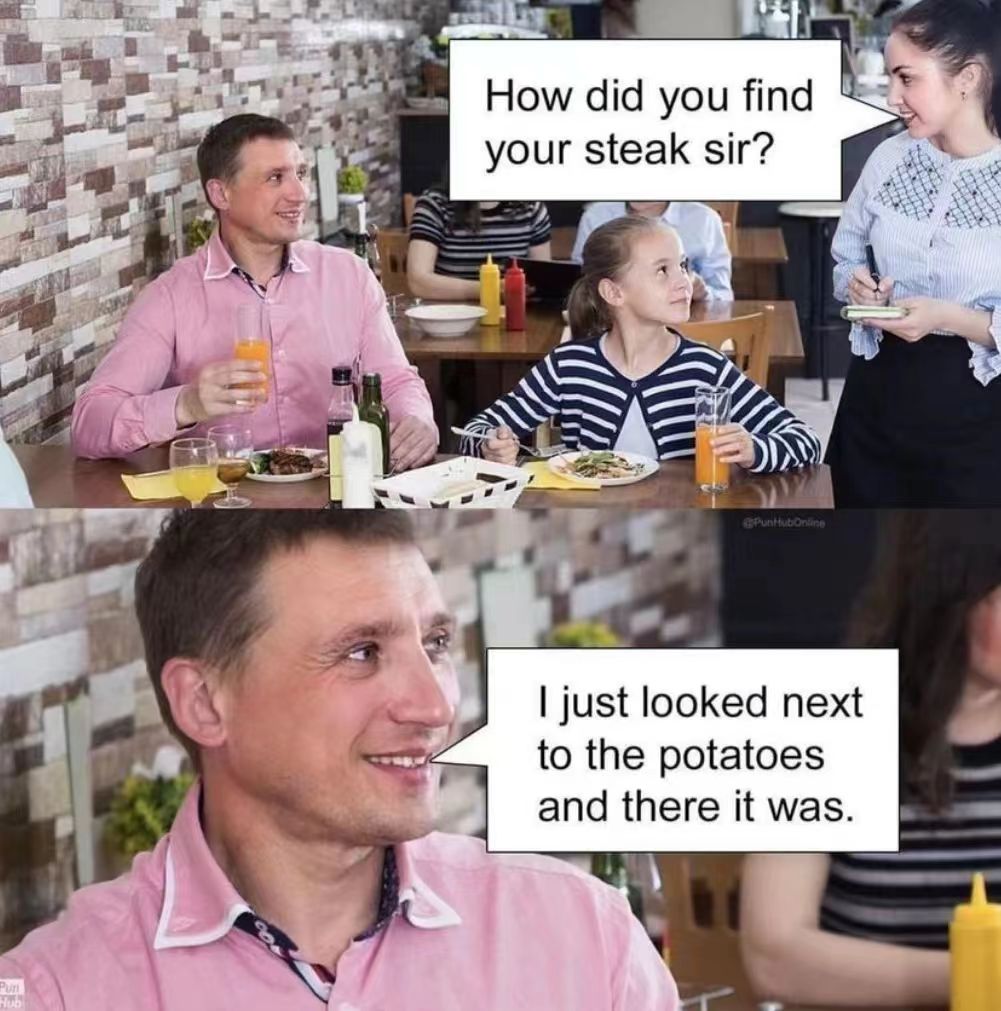 How did you find
your steak sir?
@PunHubOnline
I just looked next
to the potatoes
and there it was.
Pun
Hub